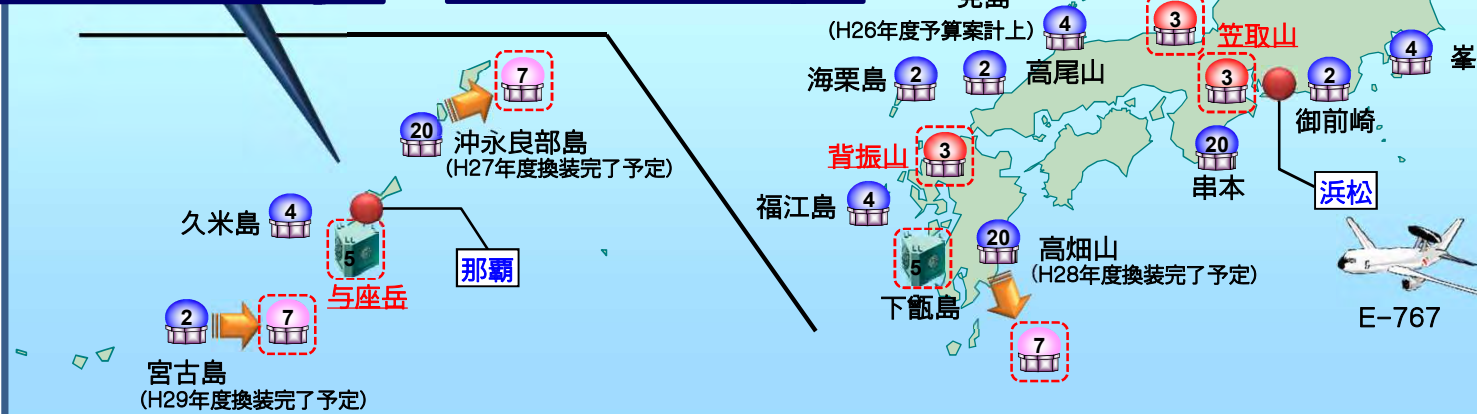 (H26年度予算案計上)
4
3
笠取山
4
海栗島
2
2
高尾山
3
2
御前崎
7
20
沖永良部島
(H27年度換装完了予定)
背振山
3
20
串本
浜松
久米島
4
福江島
4
那覇
5
与座岳
20
高畑山
(H28年度換装完了予定)
5
下甑島
E-767
2
7
7
宮古島
(H29年度換装完了予定)